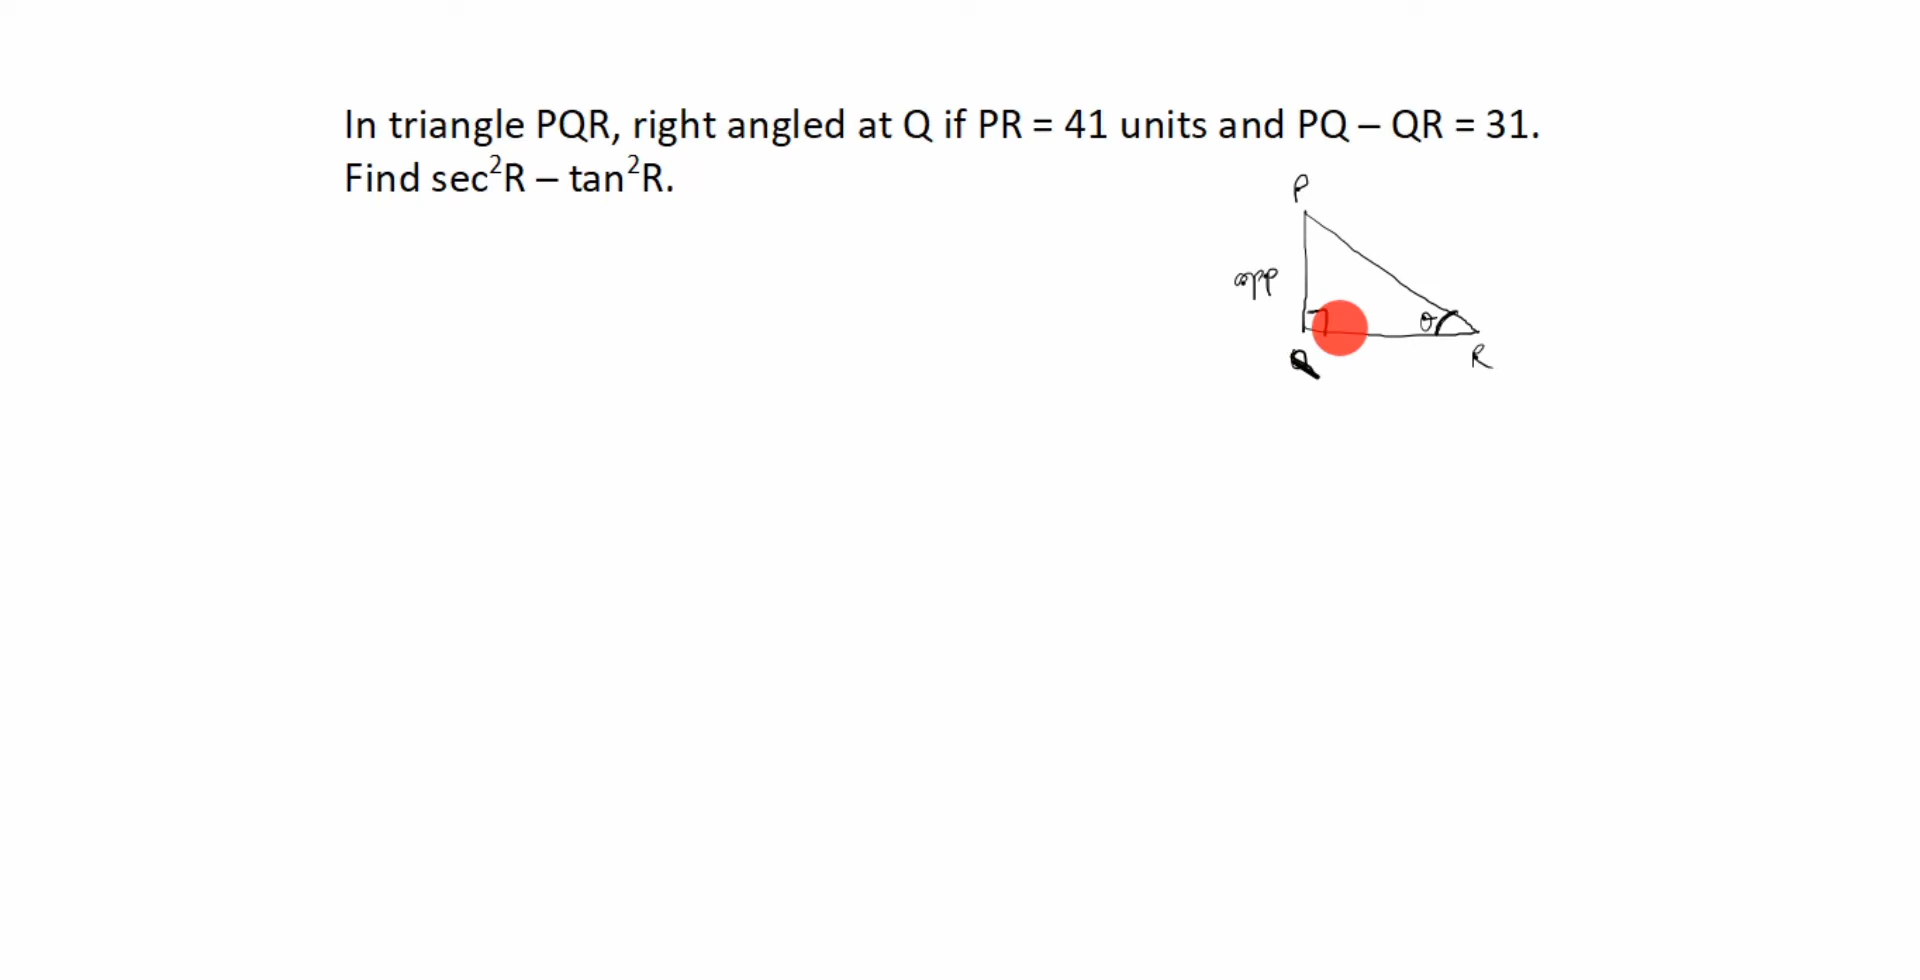 In triangle PQR, right angled at Q if PR = 41 units and PQ – QR = 31.
Find sec²R – tan²R.
P
opp
θ
Q
R